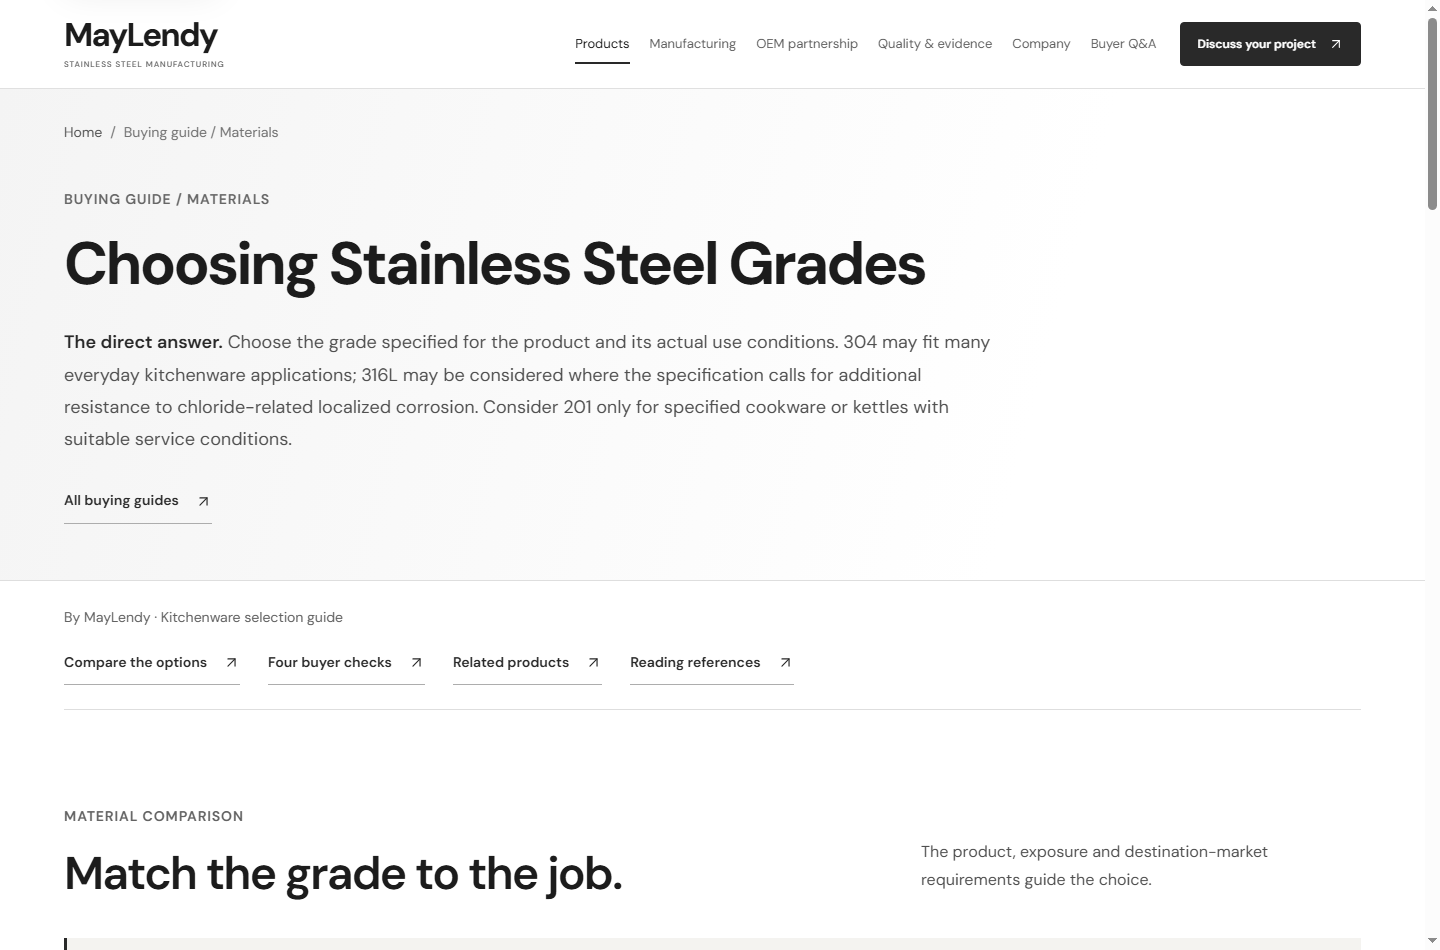 MayLendy
STAINLESS STEEL MANUFACTURING
Products
Manufacturing
OEM partnership
Quality & evidence
Company
Buyer Q&A
Discuss your project
Home / Buying guide / Materials
BUYING GUIDE / MATERIALS
Choosing Stainless Steel Grades
The direct answer. Choose the grade specified for the product and its actual use conditions. 304 may fit many
everyday kitchenware applications; 316L may be considered where the specification calls for additional
resistance to chloride-related localized corrosion. Consider 201 only for specified cookware or kettles with
suitable service conditions.
All buying guides
By MayLendy · Kitchenware selection guide
Compare the options
Four buyer checks
Related products
Reading references
MATERIAL COMPARISON
Match the grade to the job.
The product, exposure and destination-market
requirements guide the choice.